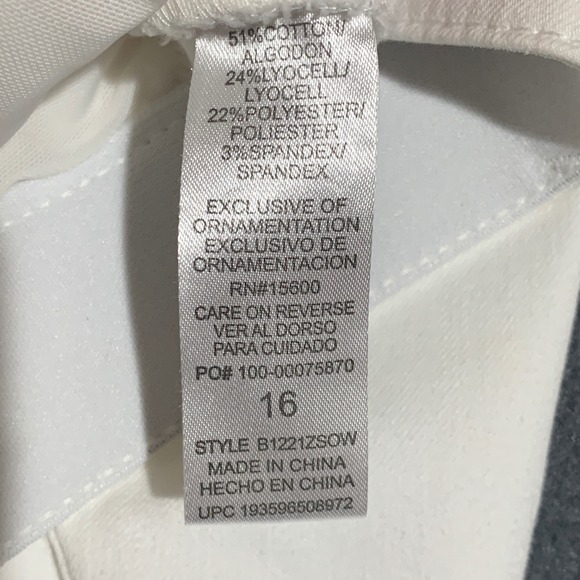 51%COTTON/
ALGODON
24%LYOCELL/
LYOCELL
22%POLYESTER/
POLIESTER
3%SPANDEX/
SPANDEX
EXCLUSIVE OF
ORNAMENTATION
EXCLUSIVO DE
ORNAMENTACION
RN#15600
CARE ON REVERSE
VER AL DORSO
PARA CUIDADO
PO# 100-00075870
16
STYLE B1221ZSOW
MADE IN CHINA
HECHO EN CHINA
UPC 193596508972